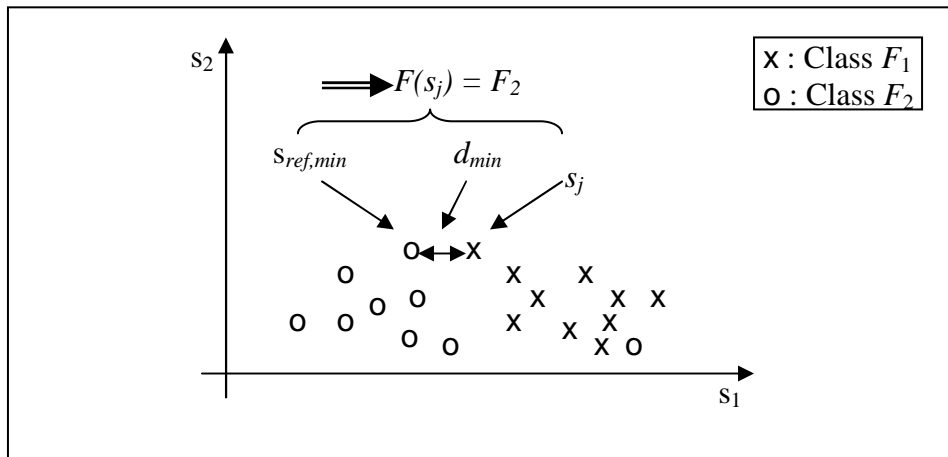 s2
x : Class F1
o : Class F2
F(sj) = F2
sref,min
dmin
sj
o x
o x x
o o x x x
o o x x x
o o x o
s1